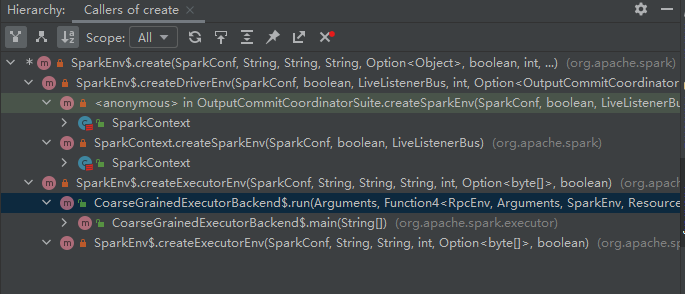 Hierarchy: Callers of create ×
Scope: All
* SparkEnv$.create(SparkConf, String, String, String, Option<Object>, boolean, int, ...) (org.apache.spark)
SparkEnv$.createDriverEnv(SparkConf, boolean, LiveListenerBus, int, Option<OutputCommitCoordinator
<anonymous> in OutputCommitCoordinatorSuite.createSparkEnv(SparkConf, boolean, LiveListenerBu
SparkContext
SparkContext.createSparkEnv(SparkConf, boolean, LiveListenerBus) (org.apache.spark)
SparkContext
SparkEnv$.createExecutorEnv(SparkConf, String, String, String, int, Option<byte[]>, boolean) (org.apache.s
CoarseGrainedExecutorBackend$.run(Arguments, Function4<RpcEnv, Arguments, SparkEnv, Resource
CoarseGrainedExecutorBackend$.main(String[]) (org.apache.spark.executor)
SparkEnv$.createExecutorEnv(SparkConf, String, String, int, Option<byte[]>, boolean) (org.apache.sp